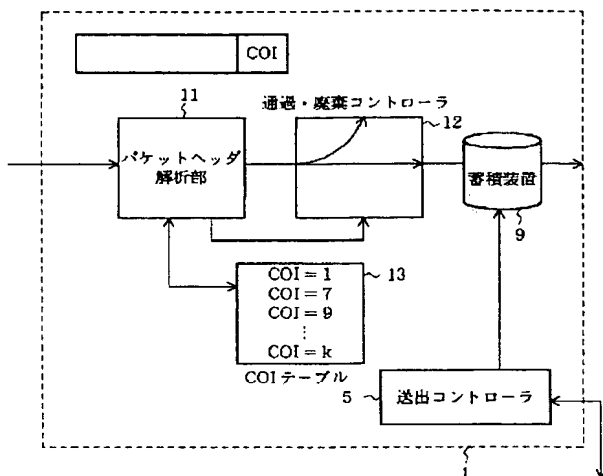 COI
11
通過・廃棄コントローラ
12
パケットヘッダ
解析部
蓄積装置
9
COI = 1
COI = 7
COI = 9
⋮
COI = k
13
COIテーブル
5
送出コントローラ
1